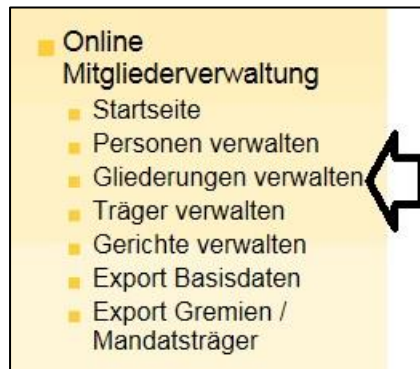 Online
Mitgliederverwaltung
Startseite
Personen verwalten
Gliederungen verwalten
Träger verwalten
Gerichte verwalten
Export Basisdaten
Export Gremien /
Mandatsträger